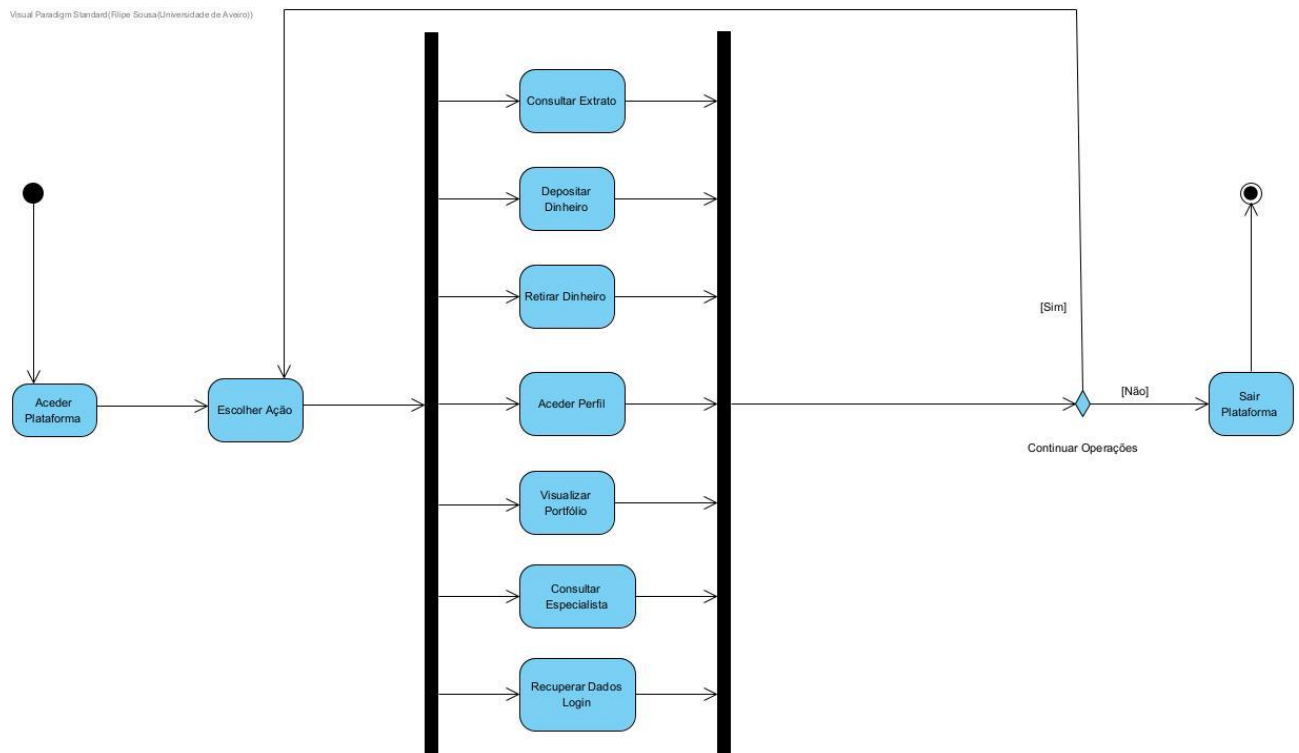 Visual Paradigm Standard(Filipe Sousa(Universidade de Aveiro))
Consultar Extrato
Depositar
Dinheiro
Retirar Dinheiro
[Sim]
Aceder
Plataforma
Escolher Ação
Aceder Perfil
[Não]
Sair
Plataforma
Continuar Operações
Visualizar
Portfólio
Consultar
Especialista
Recuperar Dados
Login